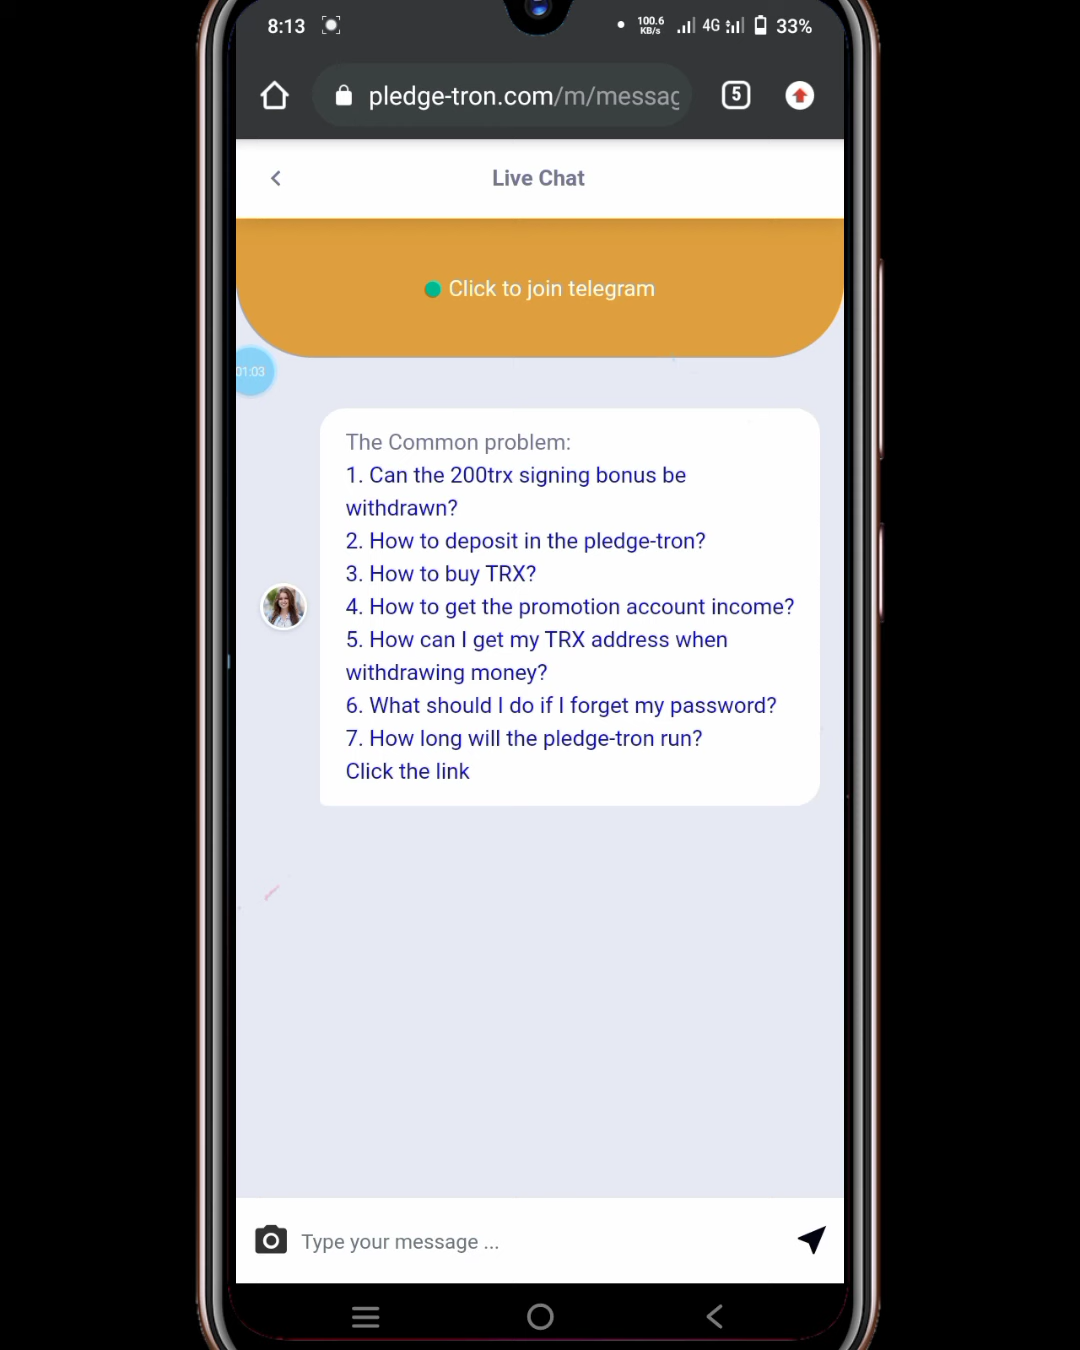 8:13
100.6
KB/s
4G
33%
pledge-tron.com/m/messag
5
Live Chat
Click to join telegram
01:03
The Common problem:
1. Can the 200trx signing bonus be
withdrawn?
2. How to deposit in the pledge-tron?
3. How to buy TRX?
4. How to get the promotion account income?
5. How can I get my TRX address when
withdrawing money?
6. What should I do if I forget my password?
7. How long will the pledge-tron run?
Click the link
Type your message ...